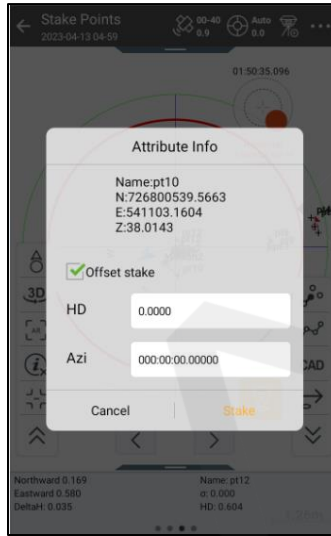 Stake Points
2023-04-13 04-59
00-40
0.9
Auto
0.0
01:50:35.096
Attribute Info
Name:pt10
N:726800539.5663
E:541103.1604
Z:38.0143
Offset stake
HD
0.0000
Azi
000:00:00.00000
Cancel
Stake
3D
All
CAD
Northward 0.169
Name: pt12
Eastward 0.580
σ: 0.000
DeltaH: 0.035
HD: 0.604